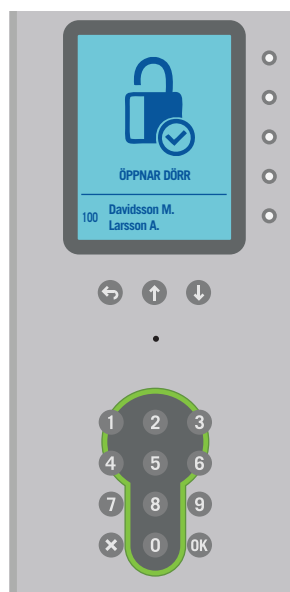 ÖPPNAR DÖRR
100 Davidsson M.
Larsson A.
1 2 3
4 5 6
7 8 9
0 OK